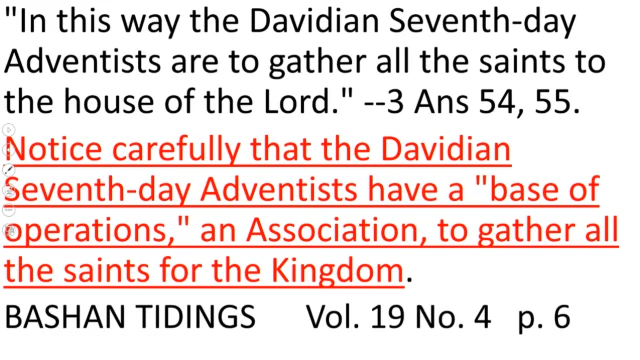 "In this way the Davidian Seventh-day
Adventists are to gather all the saints to
the house of the Lord." --3 Ans 54, 55.
Notice carefully that the Davidian
Seventh-day Adventists have a "base of
operations," an Association, to gather all
the saints for the Kingdom.
BASHAN TIDINGS Vol. 19 No. 4 p. 6